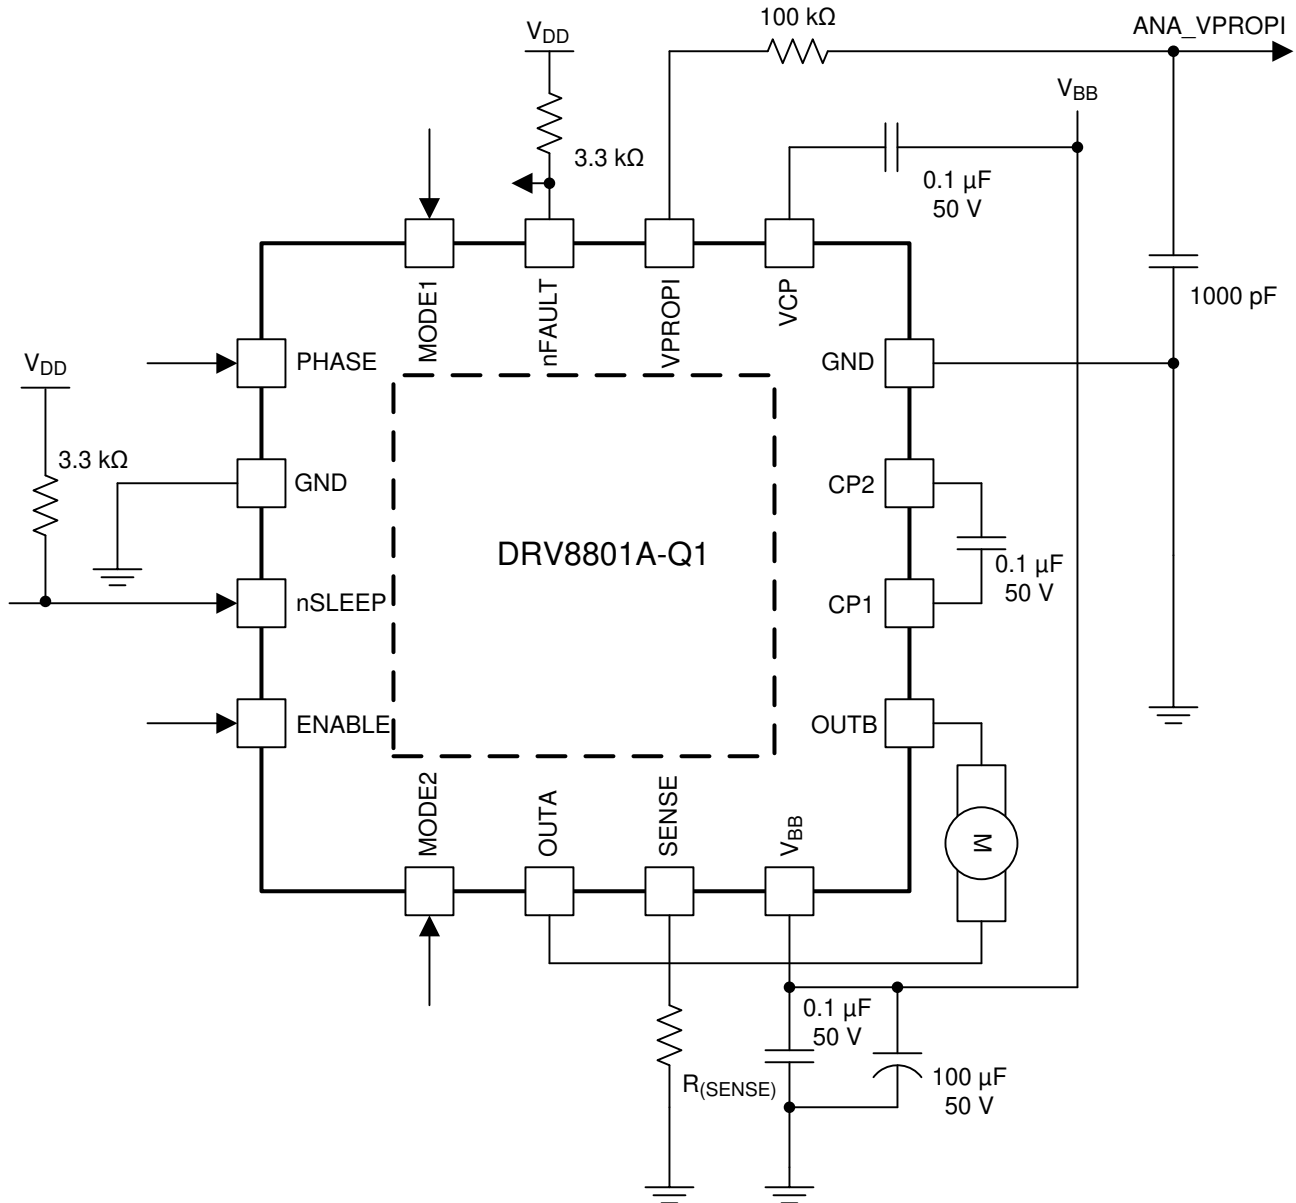 100 kΩ
ANA_VPROPI
VDD
VBB
3.3 kΩ
0.1 µF
50 V
1000 pF
MODE1
nFAULT
VPROPI
VCP
VDD
PHASE
GND
3.3 kΩ
GND
CP2
DRV8801A-Q1
0.1 µF
50 V
nSLEEP
CP1
ENABLE
OUTB
MODE2
OUTA
SENSE
VBB
M
0.1 µF
50 V
R(SENSE)
100 µF
50 V